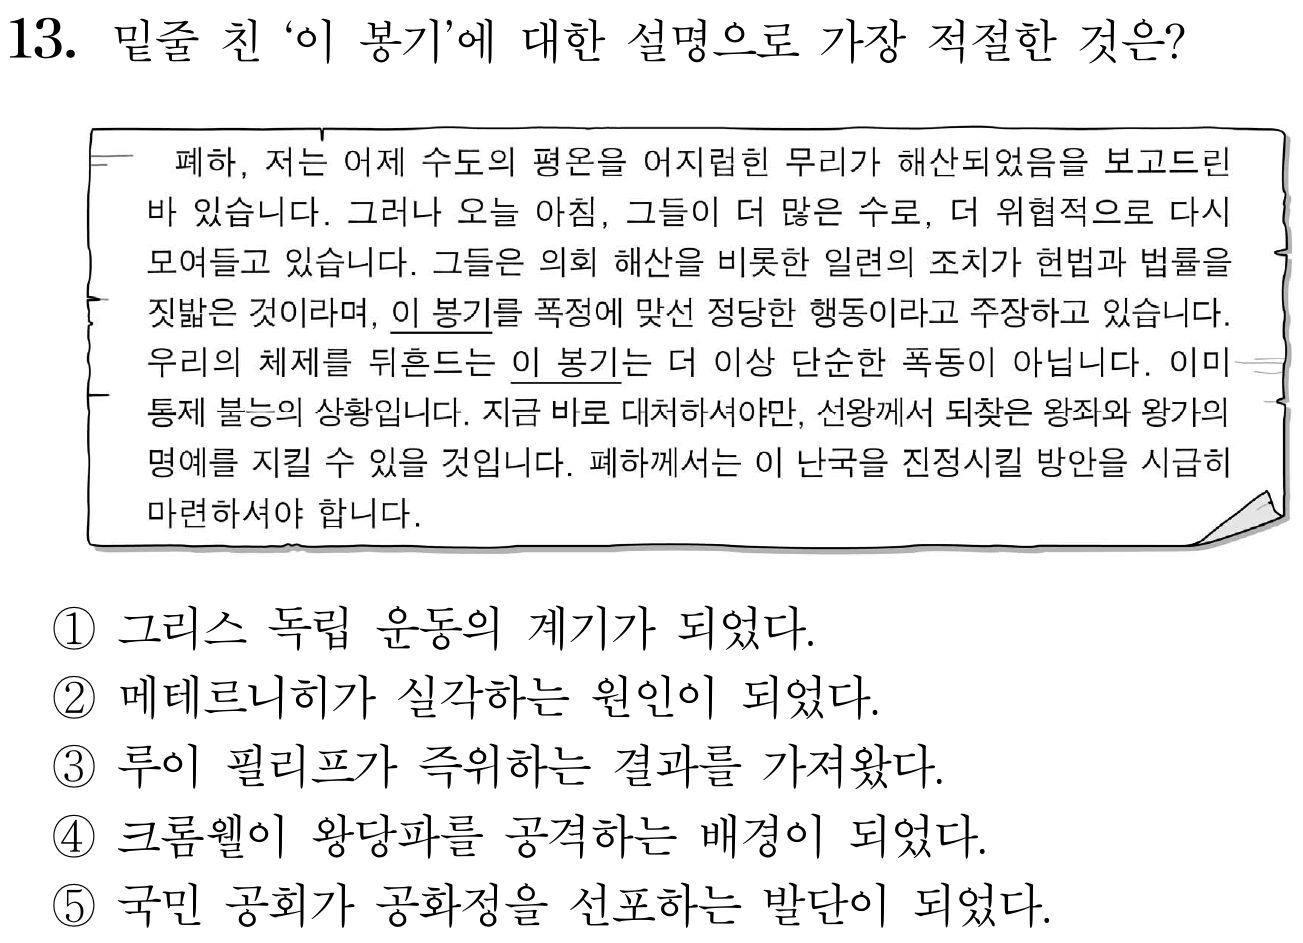 13. 밑줄 친 ‘이 봉기’에 대한 설명으로 가장 적절한 것은?
폐하, 저는 어제 수도의 평온을 어지럽힌 무리가 해산되었음을 보고드린
바 있습니다. 그러나 오늘 아침, 그들이 더 많은 수로, 더 위협적으로 다시
모여들고 있습니다. 그들은 의회 해산을 비롯한 일련의 조치가 헌법과 법률을
짓밟은 것이라며, 이 봉기를 폭정에 맞선 정당한 행동이라고 주장하고 있습니다.
우리의 체제를 뒤흔드는 이 봉기는 더 이상 단순한 폭동이 아닙니다. 이미
통제 불능의 상황입니다. 지금 바로 대처하셔야만, 선왕께서 되찾은 왕좌와 왕가의
명예를 지킬 수 있을 것입니다. 폐하께서는 이 난국을 진정시킬 방안을 시급히
마련하셔야 합니다.
① 그리스 독립 운동의 계기가 되었다.
② 메테르니히가 실각하는 원인이 되었다.
③ 루이 필리프가 즉위하는 결과를 가져왔다.
④ 크롬웰이 왕당파를 공격하는 배경이 되었다.
⑤ 국민 공회가 공화정을 선포하는 발단이 되었다.